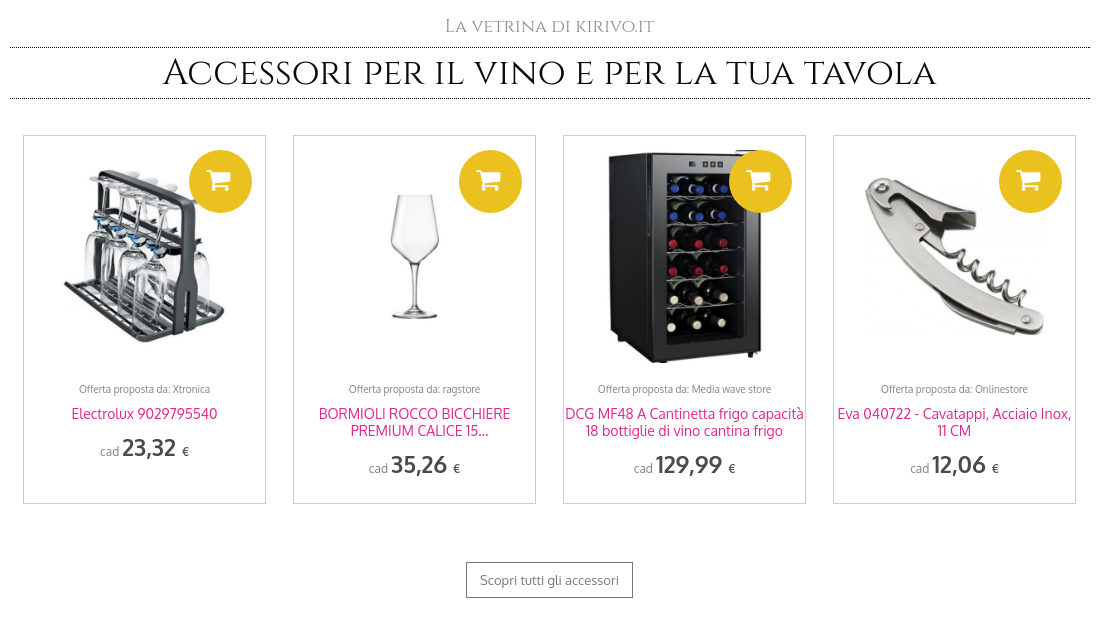 La vetrina di kirivo.it
Accessori per il vino e per la tua tavola
Offerta proposta da: Xtronica
Electrolux 9029795540
cad 23,32 €
Offerta proposta da: ragstore
BORMIOLI ROCCO BICCHIERE
PREMIUM CALICE 15...
cad 35,26 €
Offerta proposta da: Media wave store
DCG MF48 A Cantinetta frigo capacità
18 bottiglie di vino cantina frigo
cad 129,99 €
Offerta proposta da: Onlinestore
Eva 040722 - Cavatappi, Acciaio Inox,
11 CM
cad 12,06 €
Scopri tutti gli accessori